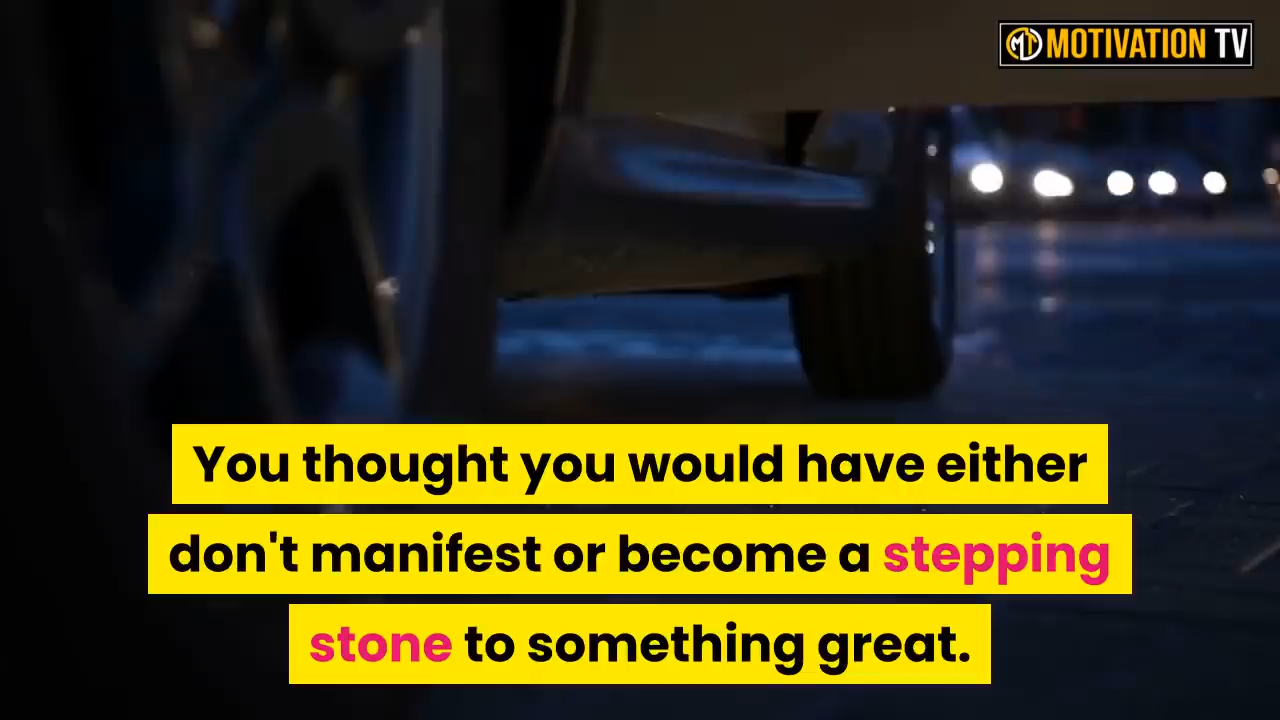 MOTIVATION TV
You thought you would have either
don't manifest or become a stepping
stone to something great.